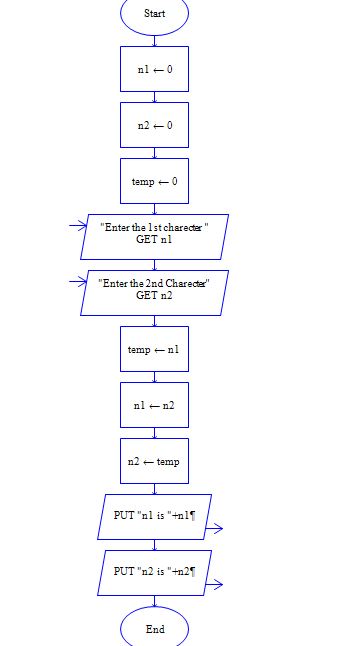 Start
n1 ← 0
n2 ← 0
temp ← 0
"Enter the 1st charecter "
GET n1
"Enter the 2nd Charecter"
GET n2
temp ← n1
n1 ← n2
n2 ← temp
PUT "n1 is "+n1¶
PUT "n2 is "+n2¶
End